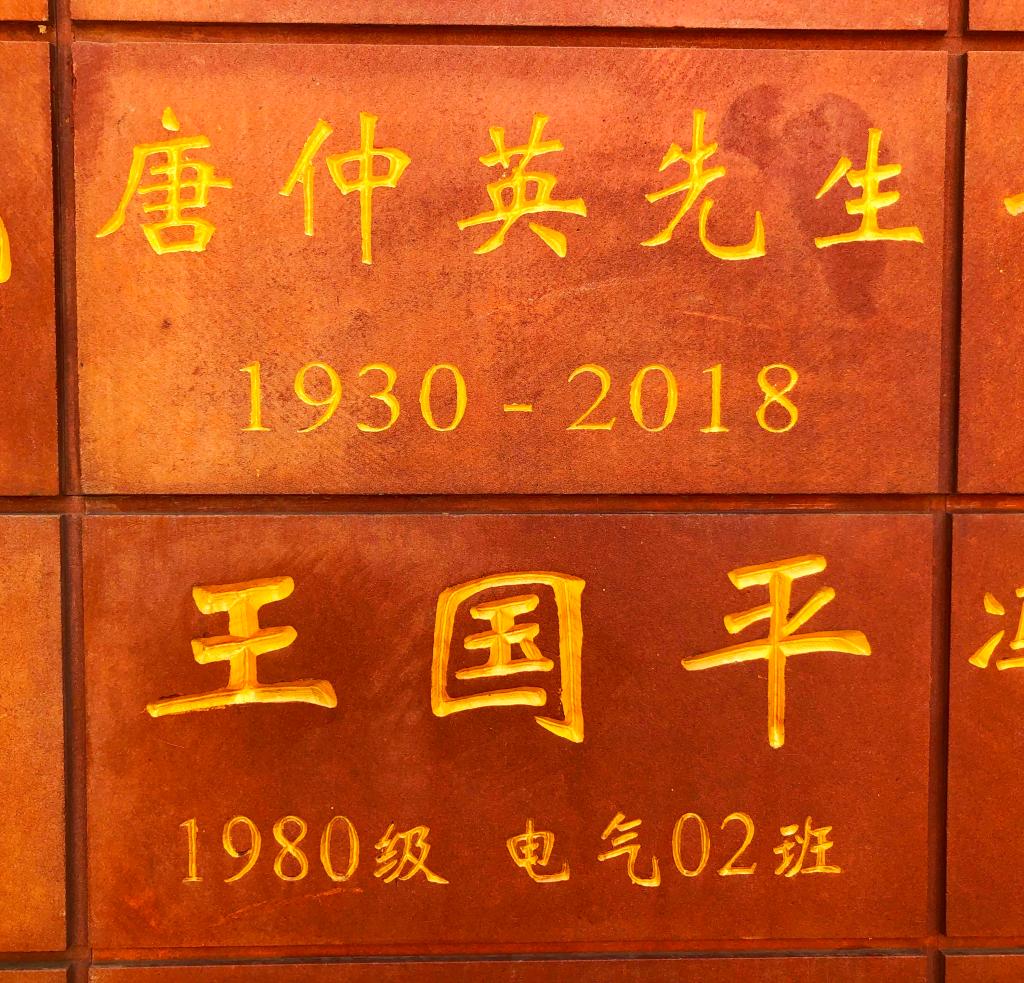 唐仲英先生
1930 - 2018
王国平
1980级 电气02班